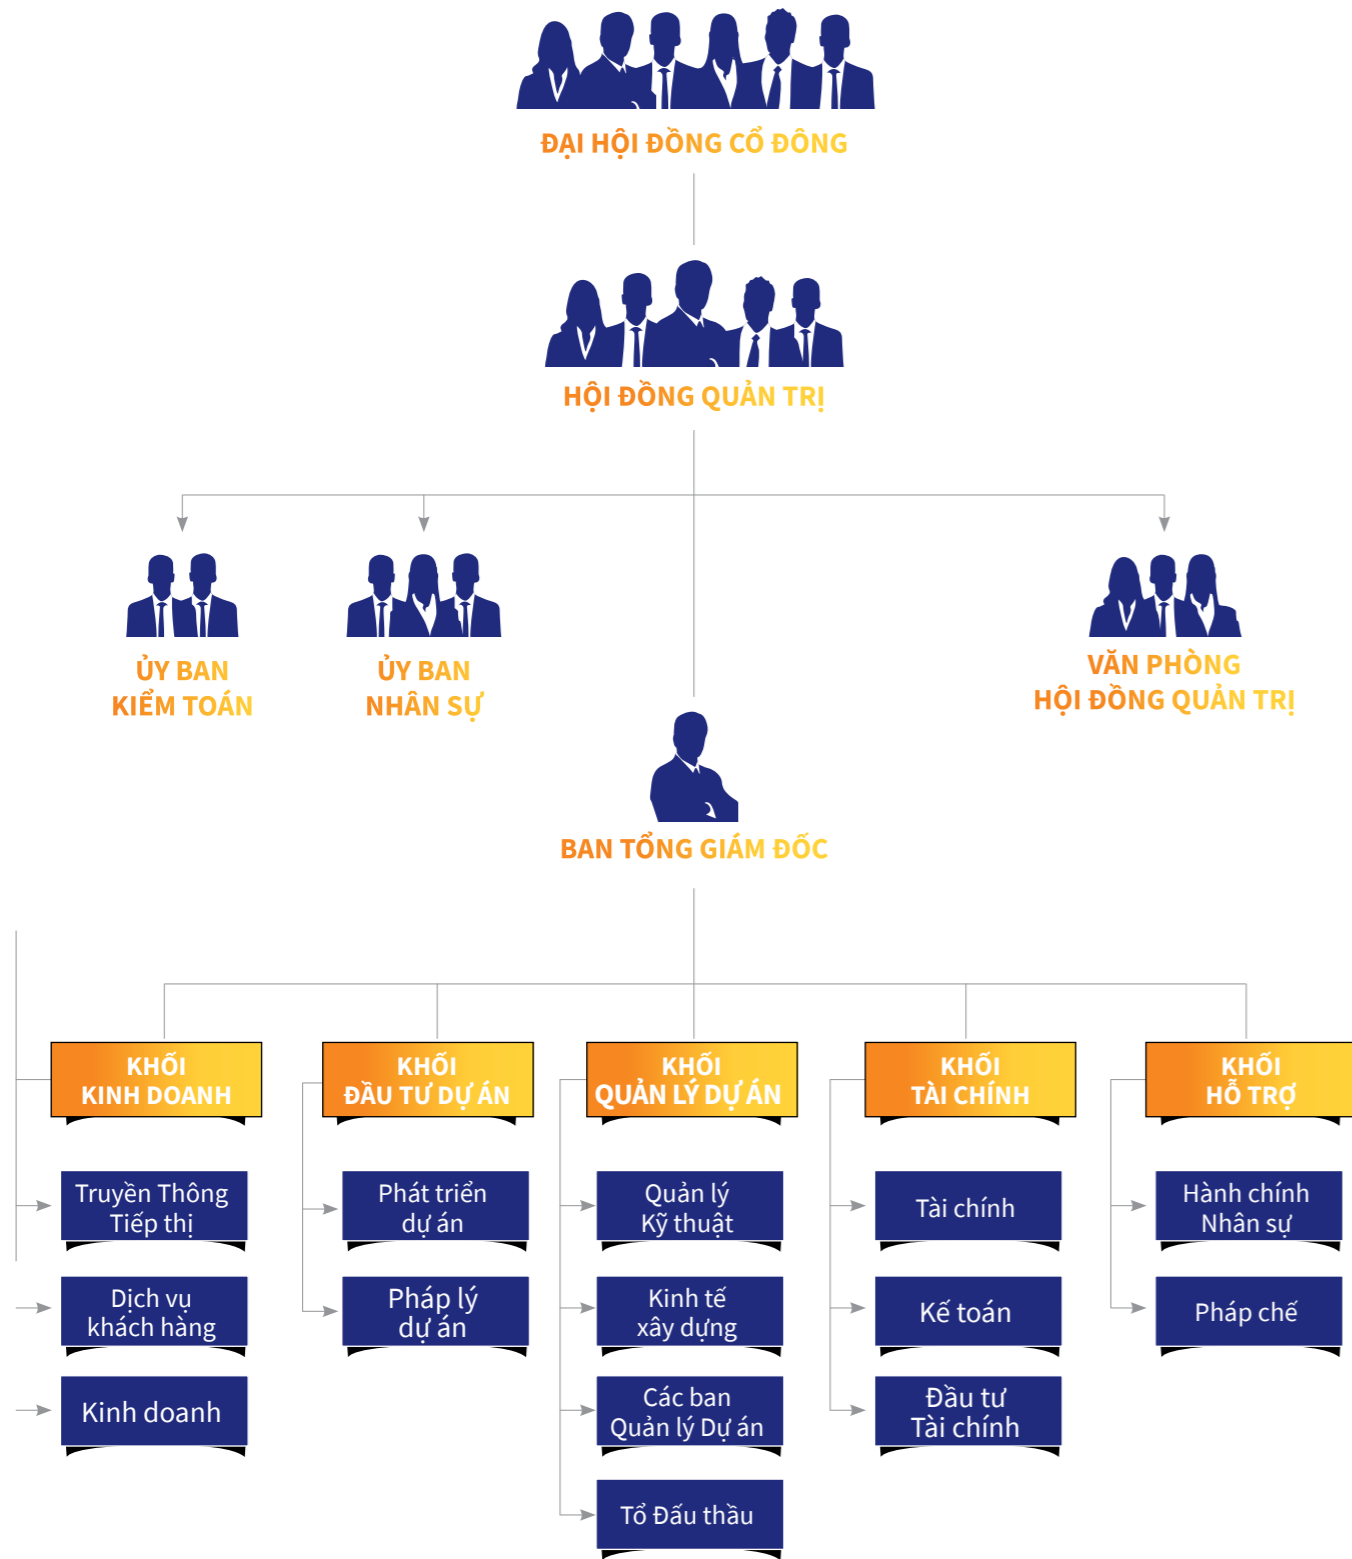 ĐẠI HỘI ĐỒNG CỔ ĐÔNG
HỘI ĐỒNG QUẢN TRỊ
ỦY BAN
KIỂM TOÁN
ỦY BAN
NHÂN SỰ
VĂN PHÒNG
HỘI ĐỒNG QUẢN TRỊ
BAN TỔNG GIÁM ĐỐC
KHỐI
KINH DOANH
Truyền Thông
Tiếp thị
Dịch vụ
khách hàng
Kinh doanh
KHỐI
ĐẦU TƯ DỰ ÁN
Phát triển
dự án
Pháp lý
dự án
KHỐI
QUẢN LÝ DỰ ÁN
Quản lý
Kỹ thuật
Kinh tế
xây dựng
Các ban
Quản lý Dự án
Tổ Đấu thầu
KHỐI
TÀI CHÍNH
Tài chính
Kế toán
Đầu tư
Tài chính
KHỐI
HỖ TRỢ
Hành chính
Nhân sự
Pháp chế